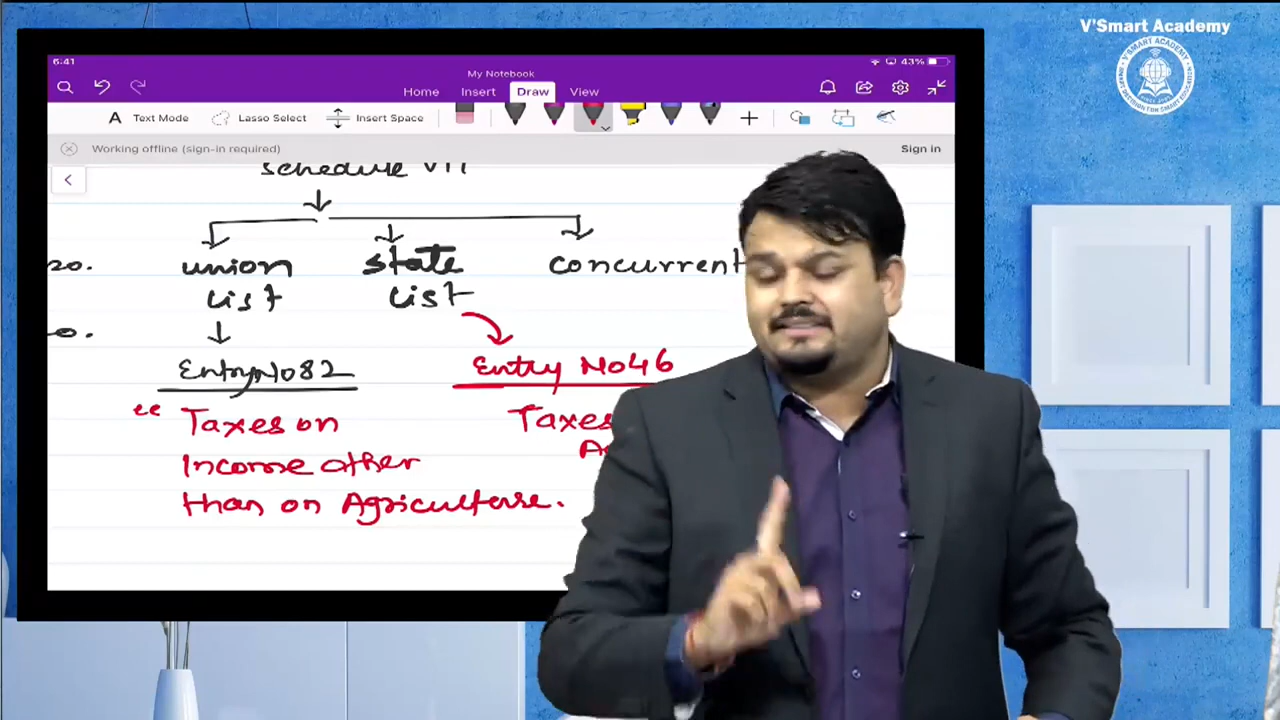 V'Smart Academy
6:41
43%
My Notebook
Home Insert Draw View
Text Mode Lasso Select Insert Space
Working offline (sign-in required) Sign in
Schedule VII
union state concurrent
20. List List
0.
Entry No 82 Entry No 46
" Taxes on Taxes
Income other
than on Agriculture.